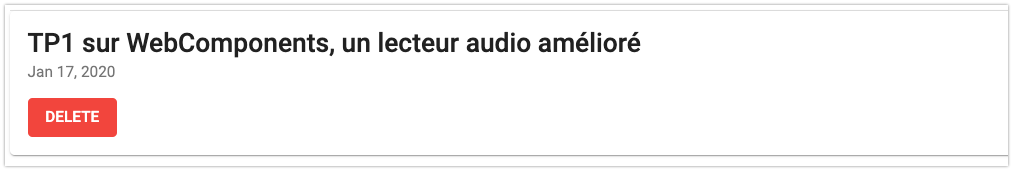 TP1 sur WebComponents, un lecteur audio amélioré
Jan 17, 2020
DELETE